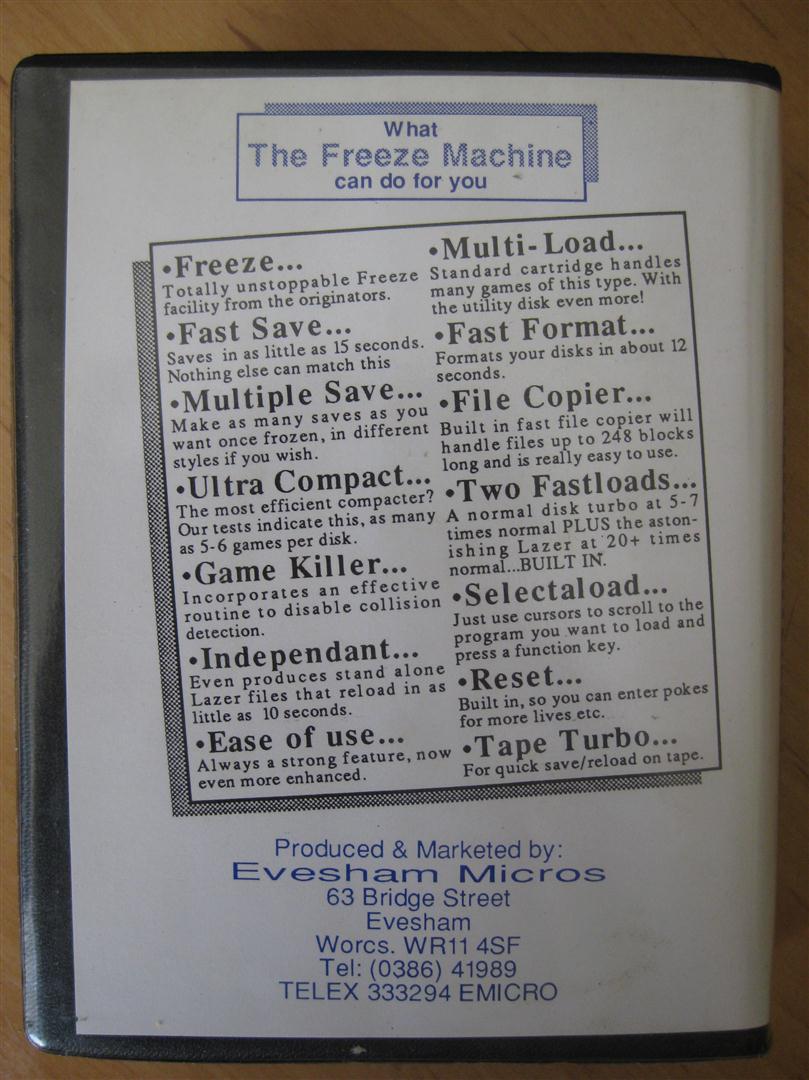 What
The Freeze Machine
can do for you
•Freeze...
Totally unstoppable Freeze
facility from the originators.
•Fast Save...
Saves in as little as 15 seconds.
Nothing else can match this
•Multiple Save...
Make as many saves as you
want once frozen, in different
styles if you wish.
•Ultra Compact...
The most efficient compacter?
Our tests indicate this, as many
as 5-6 games per disk.
•Game Killer...
Incorporates an effective
routine to disable collision
detection.
•Independant...
Even produces stand alone
Lazer files that reload in as
little as 10 seconds.
•Ease of use...
Always a strong feature, now
even more enhanced.
•Multi-Load...
Standard cartridge handles
many games of this type. With
the utility disk even more!
•Fast Format...
Formats your disks in about 12
seconds.
•File Copier...
Built in fast file copier will
handle files up to 248 blocks
long and is really easy to use.
•Two Fastloads...
A normal disk turbo at 5-7
times normal PLUS the aston-
ishing Lazer at 20+ times
normal...BUILT IN.
•Selectaload...
Just use cursors to scroll to the
program you want to load and
press a function key.
•Reset...
Built in, so you can enter pokes
for more lives etc.
•Tape Turbo...
For quick save/reload on tape.
Produced & Marketed by:
Evesham Micros
63 Bridge Street
Evesham
Worcs. WR11 4SF
Tel: (0386) 41989
TELEX 333294 EMICRO